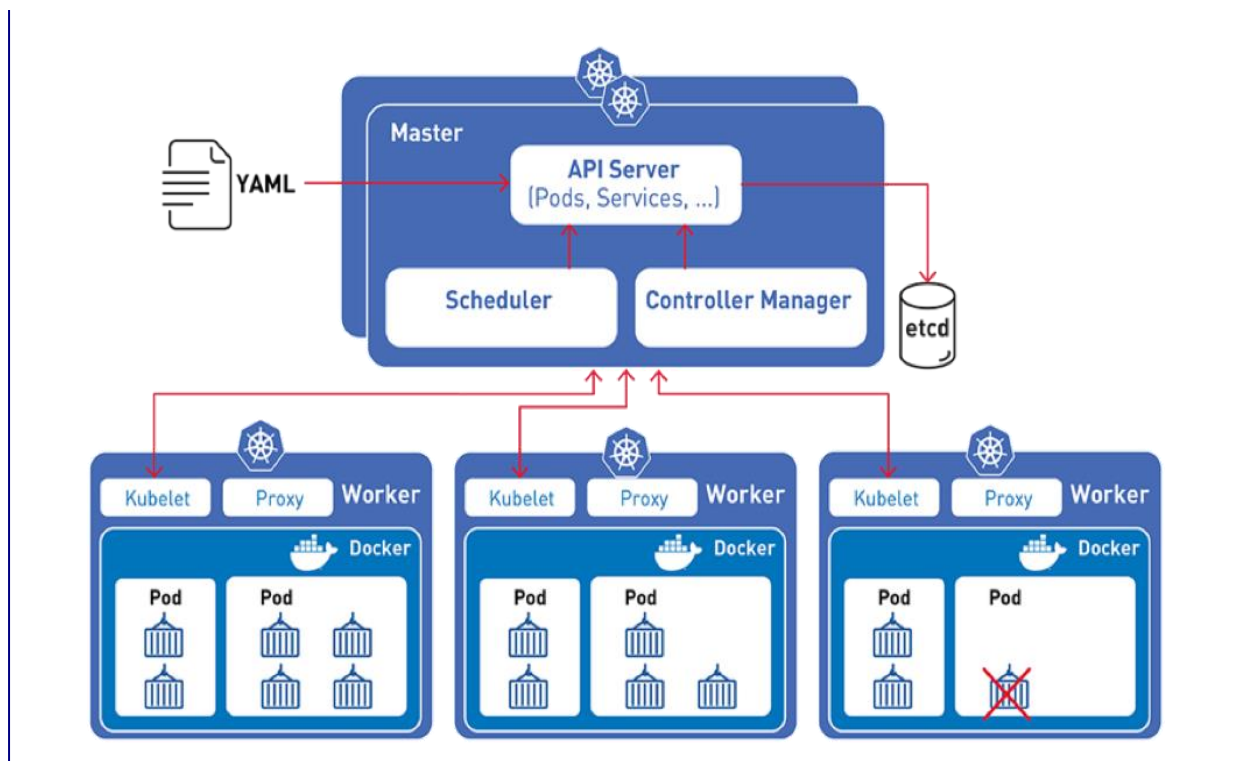 Master
YAML
API Server
(Pods, Services, ...)
Scheduler
Controller Manager
etcd
Kubelet
Proxy
Worker
Docker
Pod
Pod
Kubelet
Proxy
Worker
Docker
Pod
Pod
Kubelet
Proxy
Worker
Docker
Pod
Pod